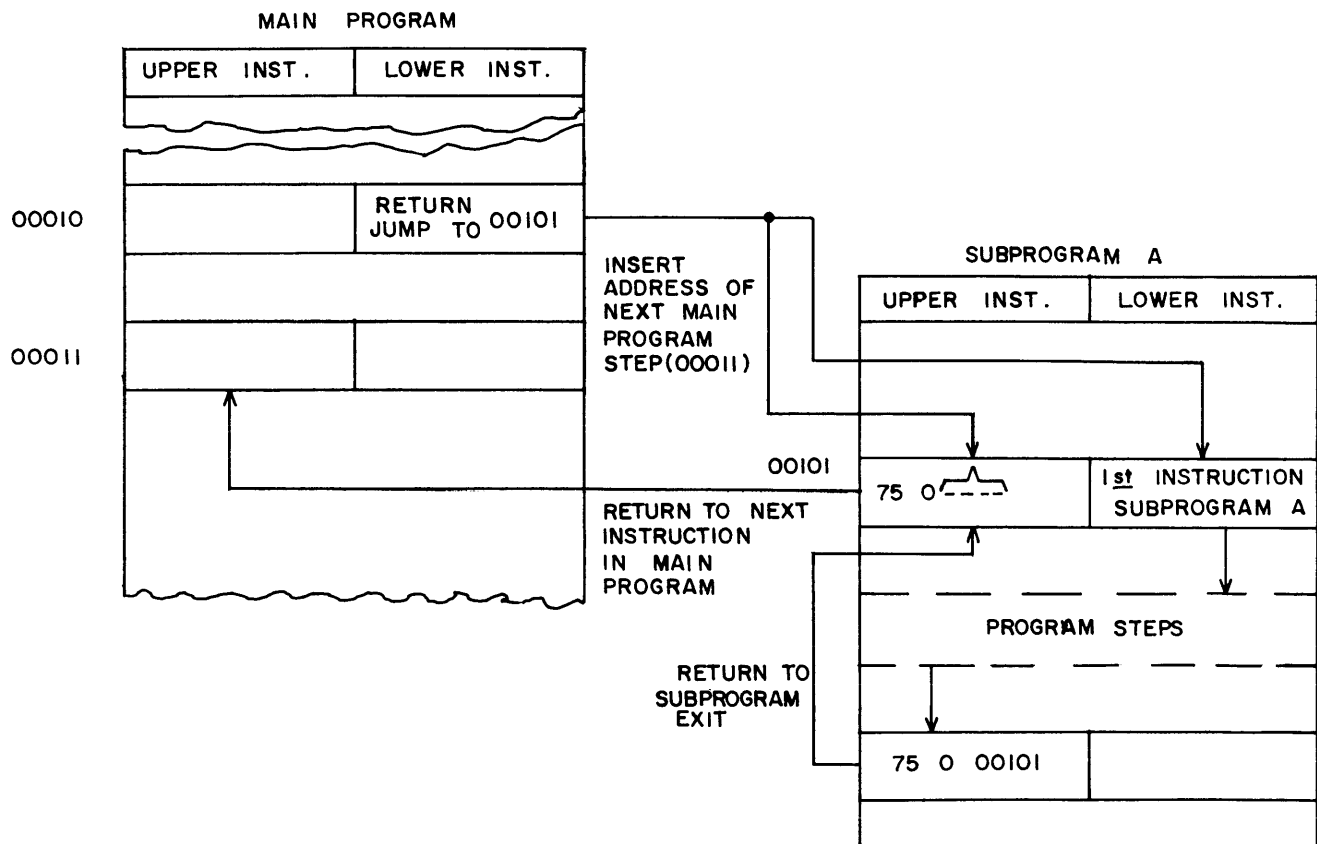 MAIN PROGRAM
UPPER INST.
LOWER INST.
00010
RETURN
JUMP TO 00101
00011
INSERT
ADDRESS OF
NEXT MAIN
PROGRAM
STEP(00011)
RETURN TO NEXT
INSTRUCTION
IN MAIN
PROGRAM
SUBPROGRAM A
UPPER INST.
LOWER INST.
00101
75 0 -----
1st INSTRUCTION
SUBPROGRAM A
PROGRAM STEPS
RETURN TO
SUBPROGRAM
EXIT
75 0 00101